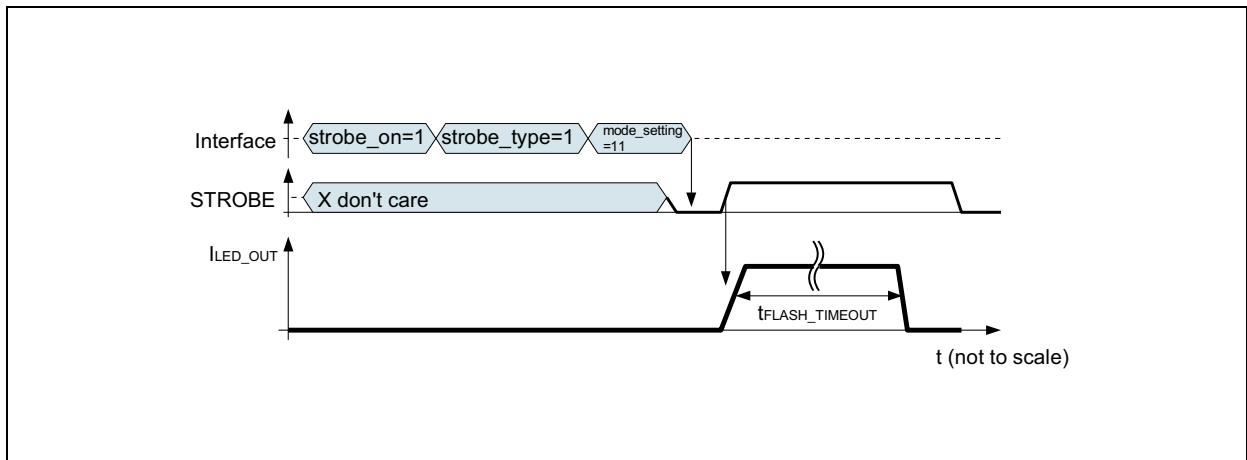 Interface
strobe_on=1
strobe_type=1
mode_setting
=11
STROBE
X don't care
ILED_OUT
tFLASH_TIMEOUT
t (not to scale)